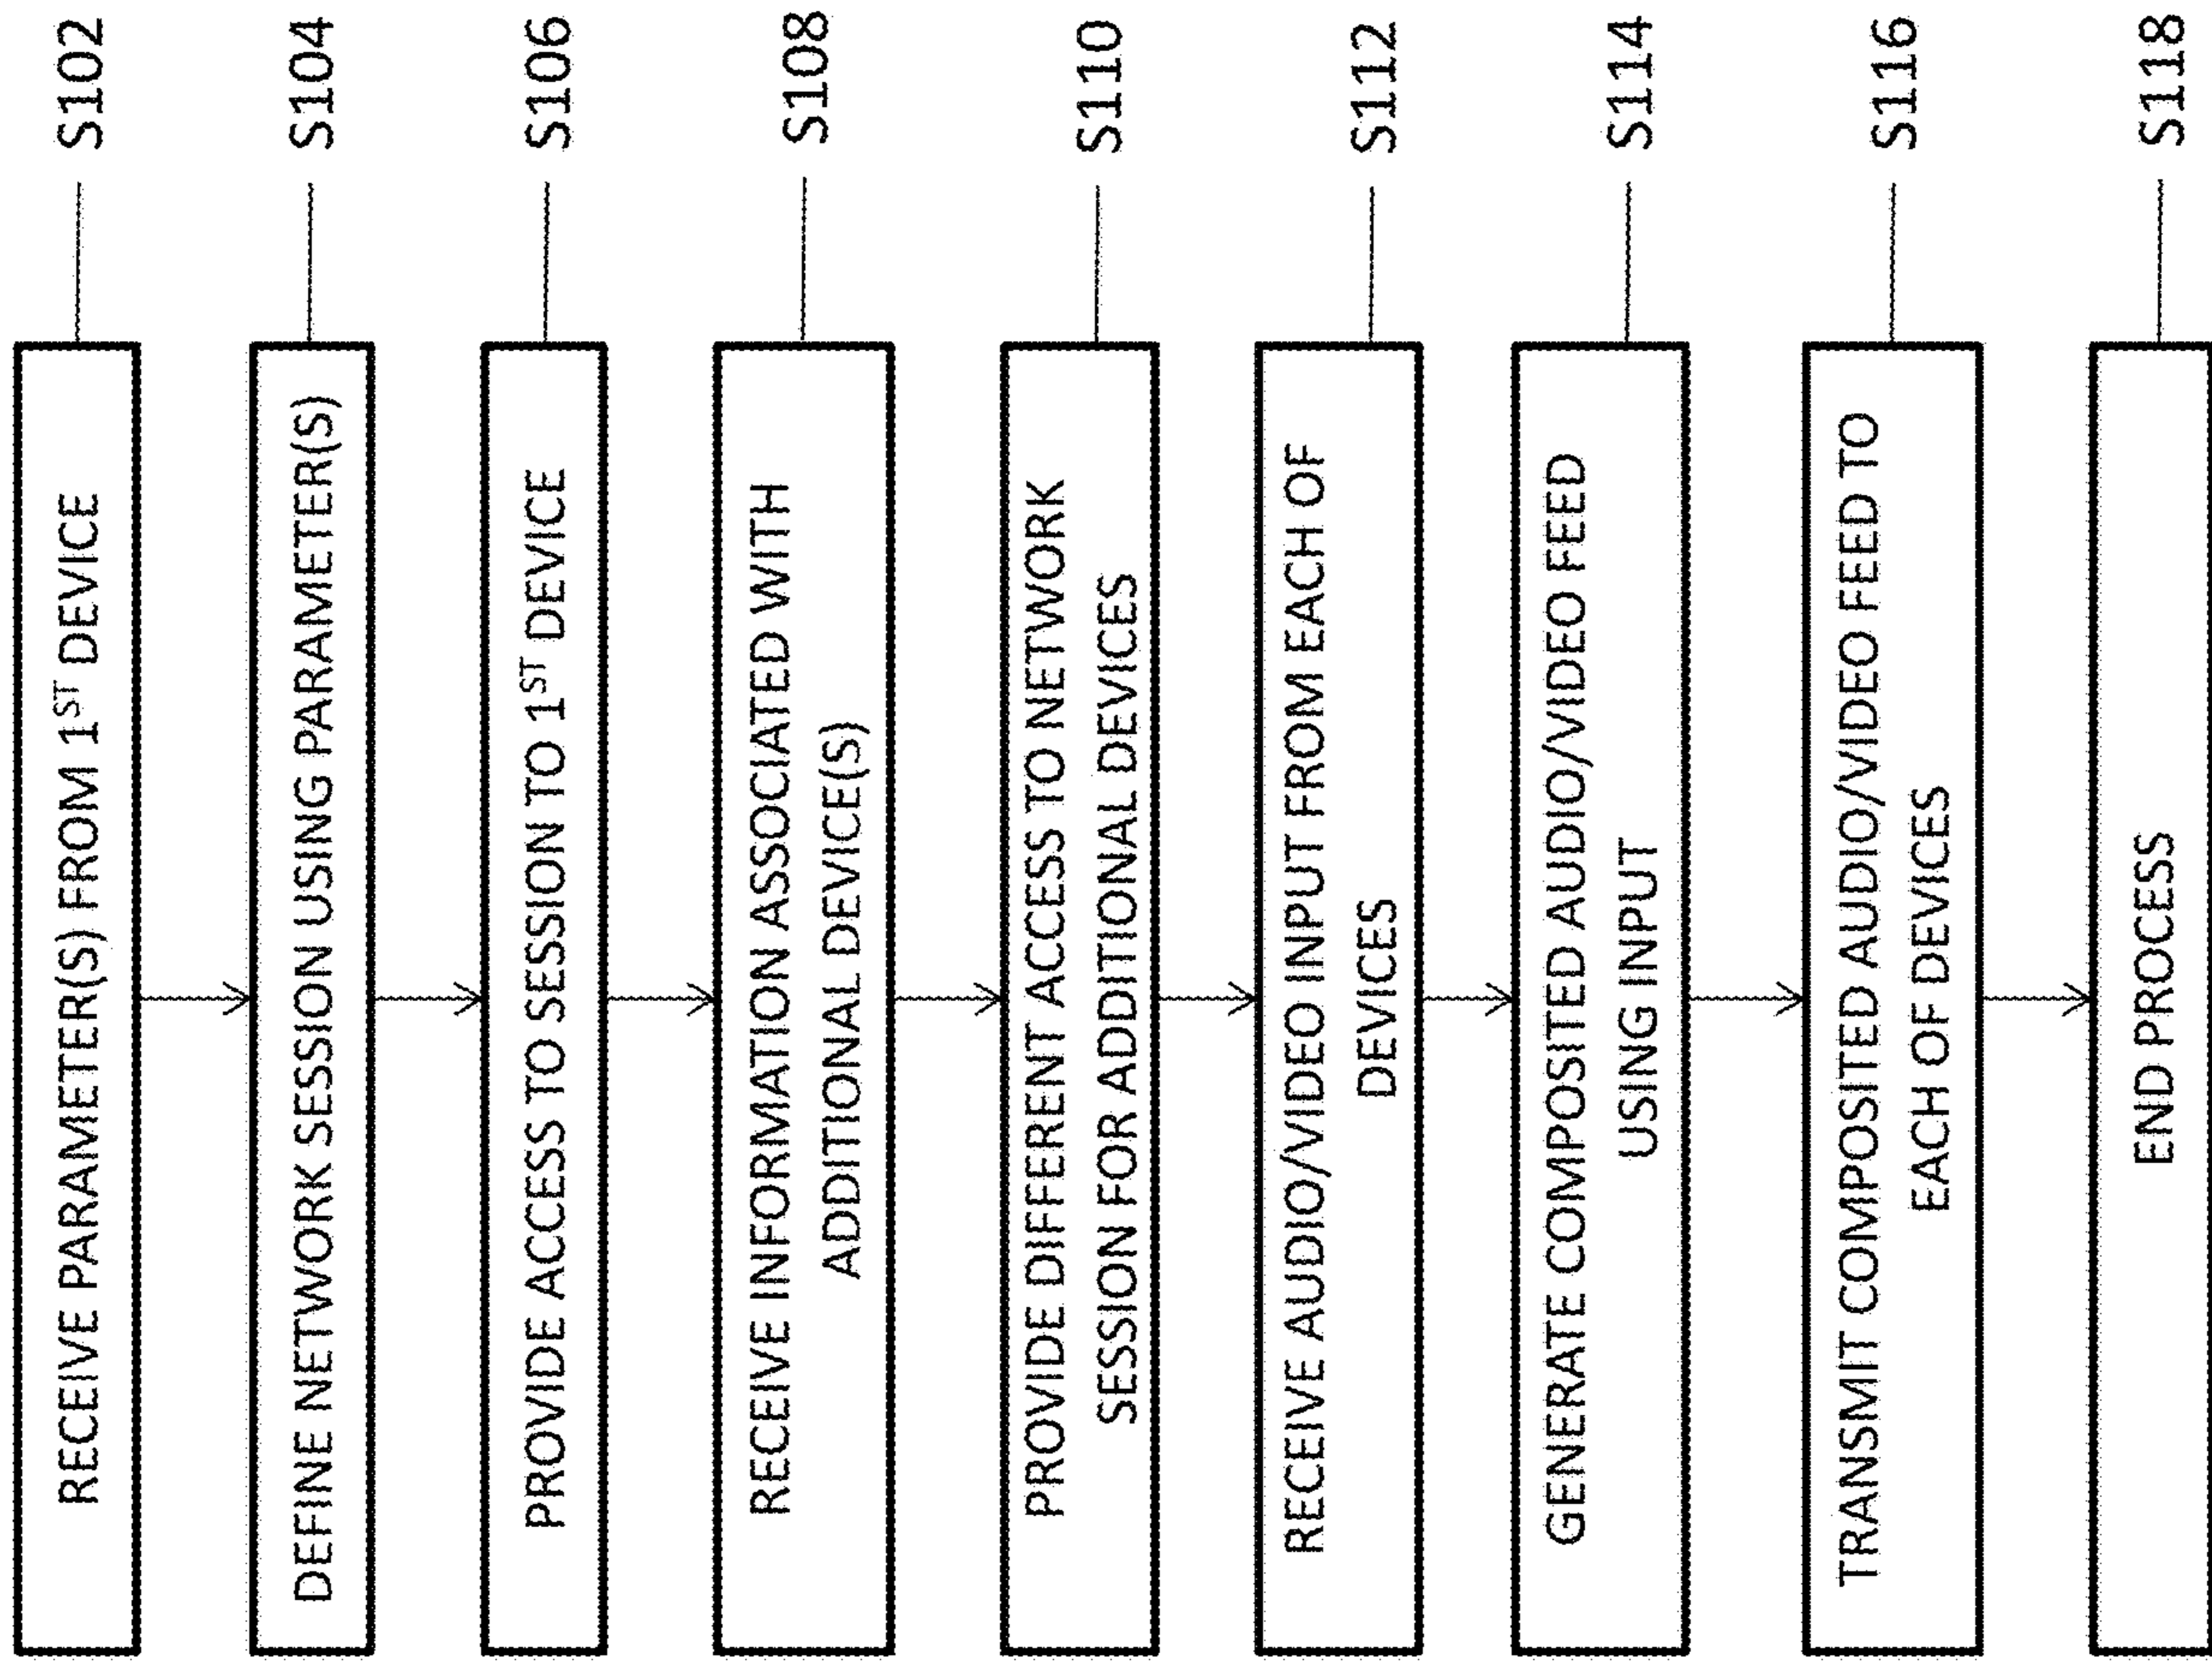 RECEIVE PARAMETER(S) FROM 1ST DEVICE
S102
DEFINE NETWORK SESSION USING PARAMETER(S)
S104
PROVIDE ACCESS TO SESSION TO 1ST DEVICE
S106
RECEIVE INFORMATION ASSOCIATED WITH
ADDITIONAL DEVICE(S)
S108
PROVIDE DIFFERENT ACCESS TO NETWORK
SESSION FOR ADDITIONAL DEVICES
S110
RECEIVE AUDIO/VIDEO INPUT FROM EACH OF
DEVICES
S112
GENERATE COMPOSITED AUDIO/VIDEO FEED
USING INPUT
S114
TRANSMIT COMPOSITED AUDIO/VIDEO FEED TO
EACH OF DEVICES
S116
END PROCESS
S118